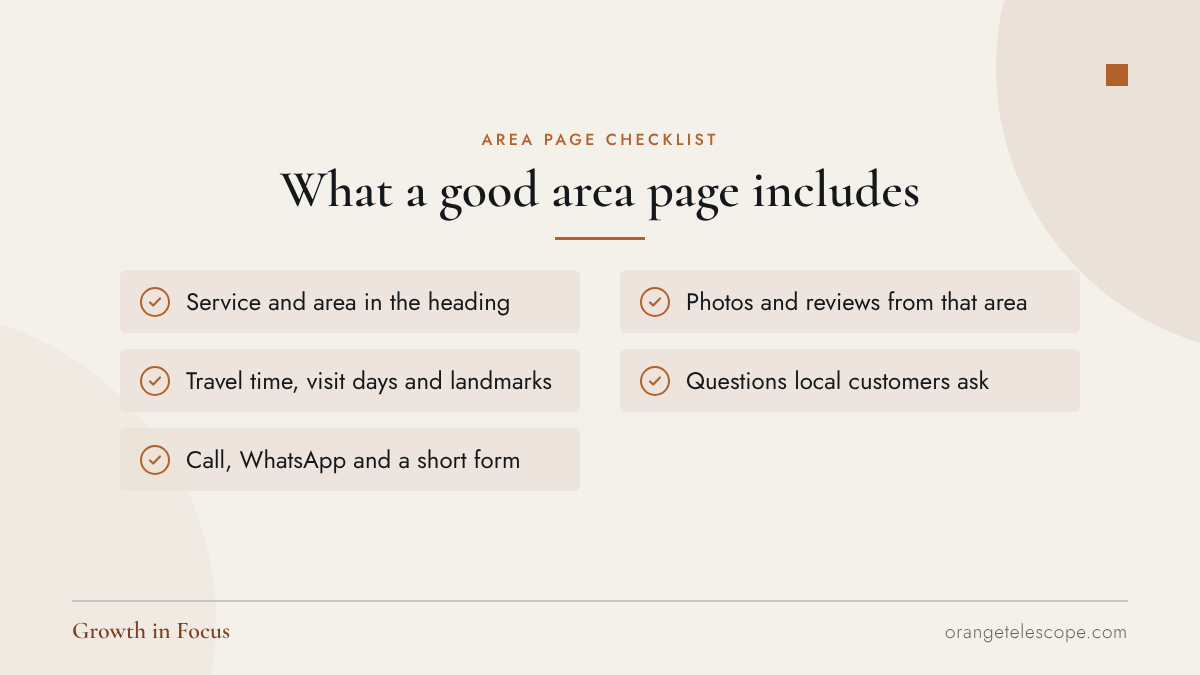 AREA PAGE CHECKLIST
What a good area page includes
Service and area in the heading
Photos and reviews from that area
Travel time, visit days and landmarks
Questions local customers ask
Call, WhatsApp and a short form
Growth in Focus
orangetelescope.com